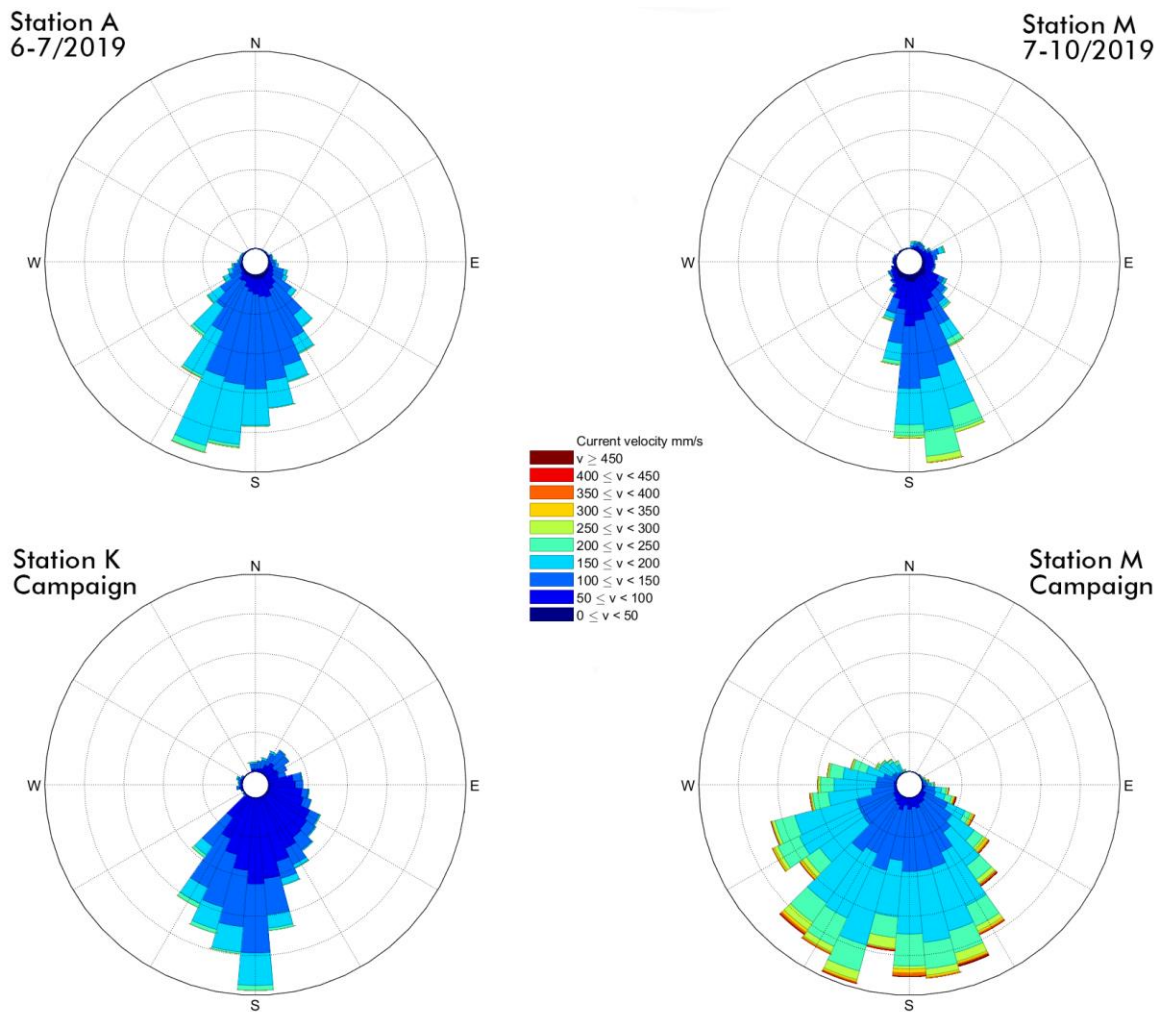 Station A
6-7/2019
N
W
E
S
Station M
7-10/2019
N
W
E
S
Current velocity mm/s
v ≥ 450
400 ≤ v < 450
350 ≤ v < 400
300 ≤ v < 350
250 ≤ v < 300
200 ≤ v < 250
150 ≤ v < 200
100 ≤ v < 150
50 ≤ v < 100
0 ≤ v < 50
Station K
Campaign
N
W
E
S
Station M
Campaign
N
W
E
S